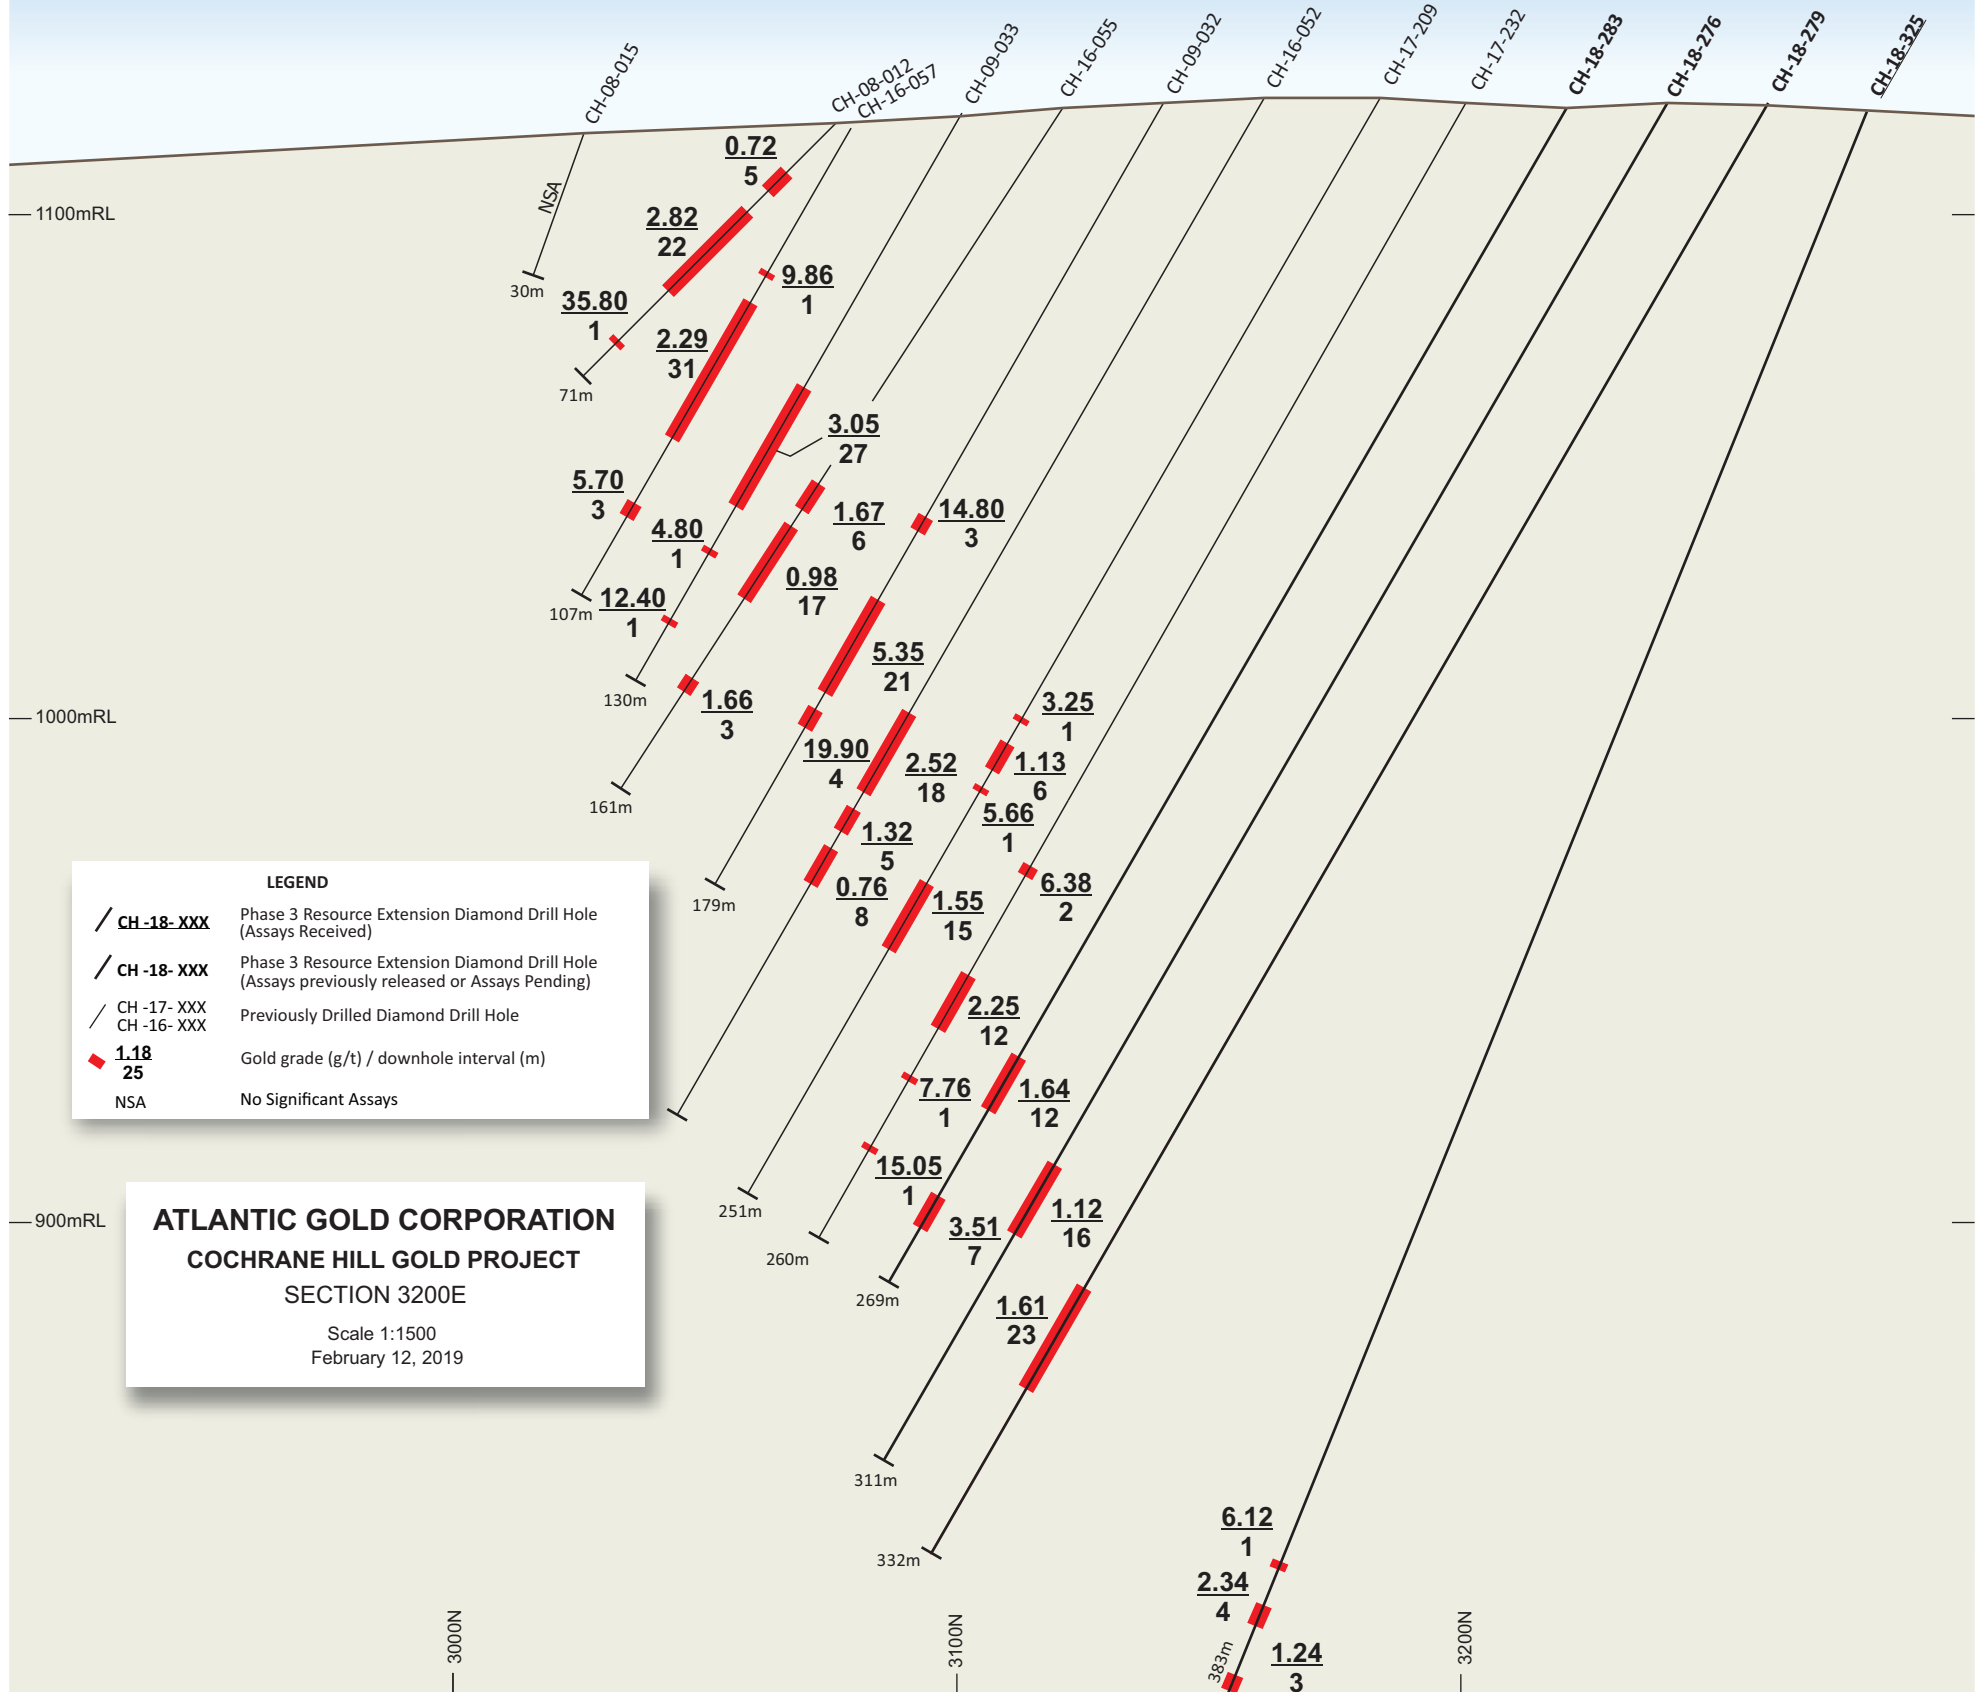 CH-08-015
CH-08-012
CH-16-057
CH-09-033
CH-16-055
CH-09-032
CH-16-052
CH-17-209
CH-17-232
CH-18-283
CH-18-276
CH-18-279
CH-18-325
1100mRL
NSA
30m
0.72
5
2.82
22
35.80
1
71m
9.86
1
2.29
31
5.70
3
107m
3.05
27
4.80
1
12.40
1
130m
1.67
6
0.98
17
1.66
3
161m
14.80
3
5.35
21
19.90
4
179m
1000mRL
2.52
18
1.32
5
0.76
8
3.25
1
1.13
6
5.66
1
1.55
15
251m
6.38
2
2.25
12
7.76
1
15.05
1
260m
1.64
12
3.51
7
269m
1.12
16
311m
1.61
23
332m
6.12
1
2.34
4
1.24
3
383m
LEGEND
CH -18- XXX
Phase 3 Resource Extension Diamond Drill Hole
(Assays Received)
CH -18- XXX
Phase 3 Resource Extension Diamond Drill Hole
(Assays previously released or Assays Pending)
CH -17- XXX
CH -16- XXX
Previously Drilled Diamond Drill Hole
1.18
25
Gold grade (g/t) / downhole interval (m)
NSA
No Significant Assays
900mRL
ATLANTIC GOLD CORPORATION
COCHRANE HILL GOLD PROJECT
SECTION 3200E
Scale 1:1500
February 12, 2019
3000N
3100N
3200N